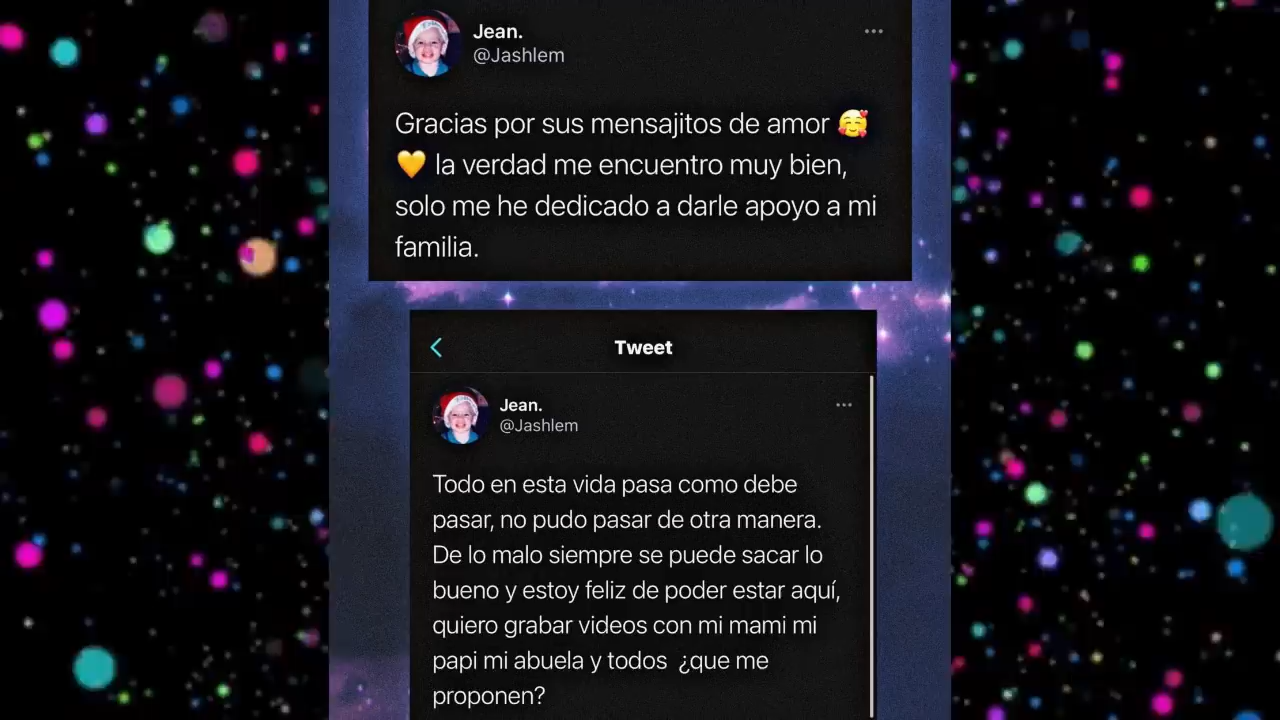 Jean.
@Jashlem
Gracias por sus mensajitos de amor 🥰
💛 la verdad me encuentro muy bien,
solo me he dedicado a darle apoyo a mi
familia.
Tweet
Jean.
@Jashlem
Todo en esta vida pasa como debe
pasar, no pudo pasar de otra manera.
De lo malo siempre se puede sacar lo
bueno y estoy feliz de poder estar aquí,
quiero grabar videos con mi mami mi
papi mi abuela y todos ¿que me
proponen?